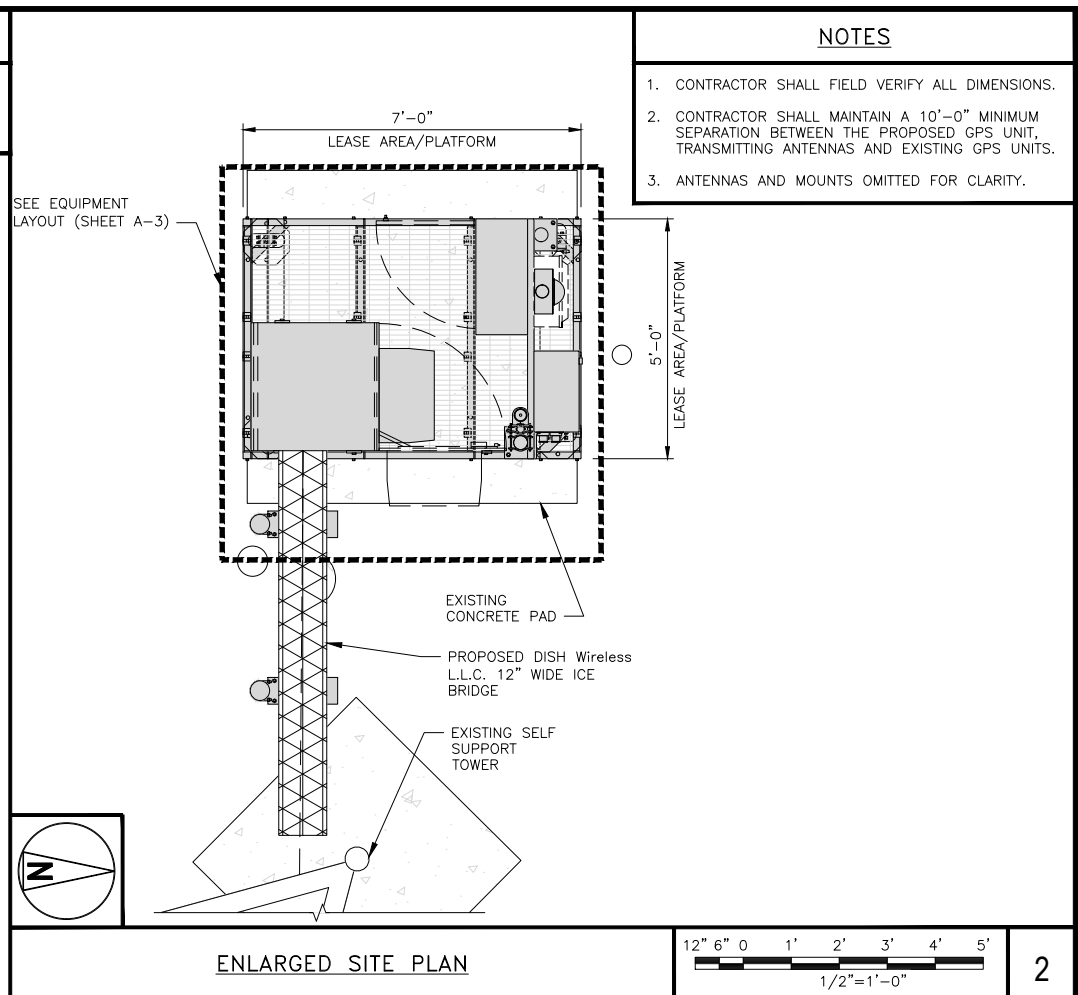 NOTES
1. CONTRACTOR SHALL FIELD VERIFY ALL DIMENSIONS.
2. CONTRACTOR SHALL MAINTAIN A 10'-0" MINIMUM
SEPARATION BETWEEN THE PROPOSED GPS UNIT,
TRANSMITTING ANTENNAS AND EXISTING GPS UNITS.
3. ANTENNAS AND MOUNTS OMITTED FOR CLARITY.
7'-0"
LEASE AREA/PLATFORM
SEE EQUIPMENT
LAYOUT (SHEET A-3)
5'-0"
LEASE AREA/PLATFORM
EXISTING
CONCRETE PAD
PROPOSED DISH Wireless
L.L.C. 12" WIDE ICE
BRIDGE
EXISTING SELF
SUPPORT
TOWER
N
ENLARGED SITE PLAN
12" 6" 0 1' 2' 3' 4' 5'
1/2"=1'-0"
2